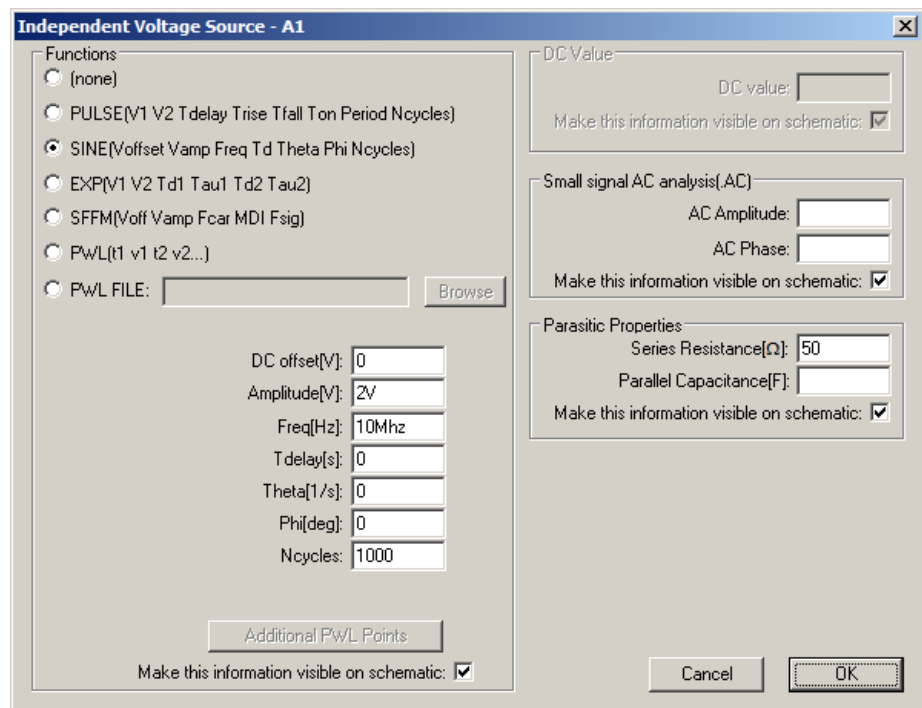 Independent Voltage Source - A1
Functions
(none)
PULSE(V1 V2 Tdelay Trise Tfall Ton Period Ncycles)
SINE(Voffset Vamp Freq Td Theta Phi Ncycles)
EXP(V1 V2 Td1 Tau1 Td2 Tau2)
SFFM(Voff Vamp Fcar MDI Fsig)
PWL(t1 v1 t2 v2...)
PWL FILE: Browse
DC offset[V]: 0
Amplitude[V]: 2V
Freq[Hz]: 10Mhz
Tdelay[s]: 0
Theta[1/s]: 0
Phi[deg]: 0
Ncycles: 1000
Additional PWL Points
Make this information visible on schematic:
DC Value
DC value:
Make this information visible on schematic:
Small signal AC analysis(.AC)
AC Amplitude:
AC Phase:
Make this information visible on schematic:
Parasitic Properties
Series Resistance[Ω]: 50
Parallel Capacitance[F]:
Make this information visible on schematic:
Cancel OK